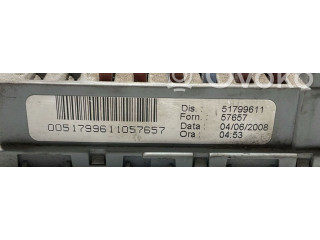 OVOKO
Dis. : 51799611
Forn. : 57657
Data : 04/06/2008
Ora : 04:53
0051799611057657